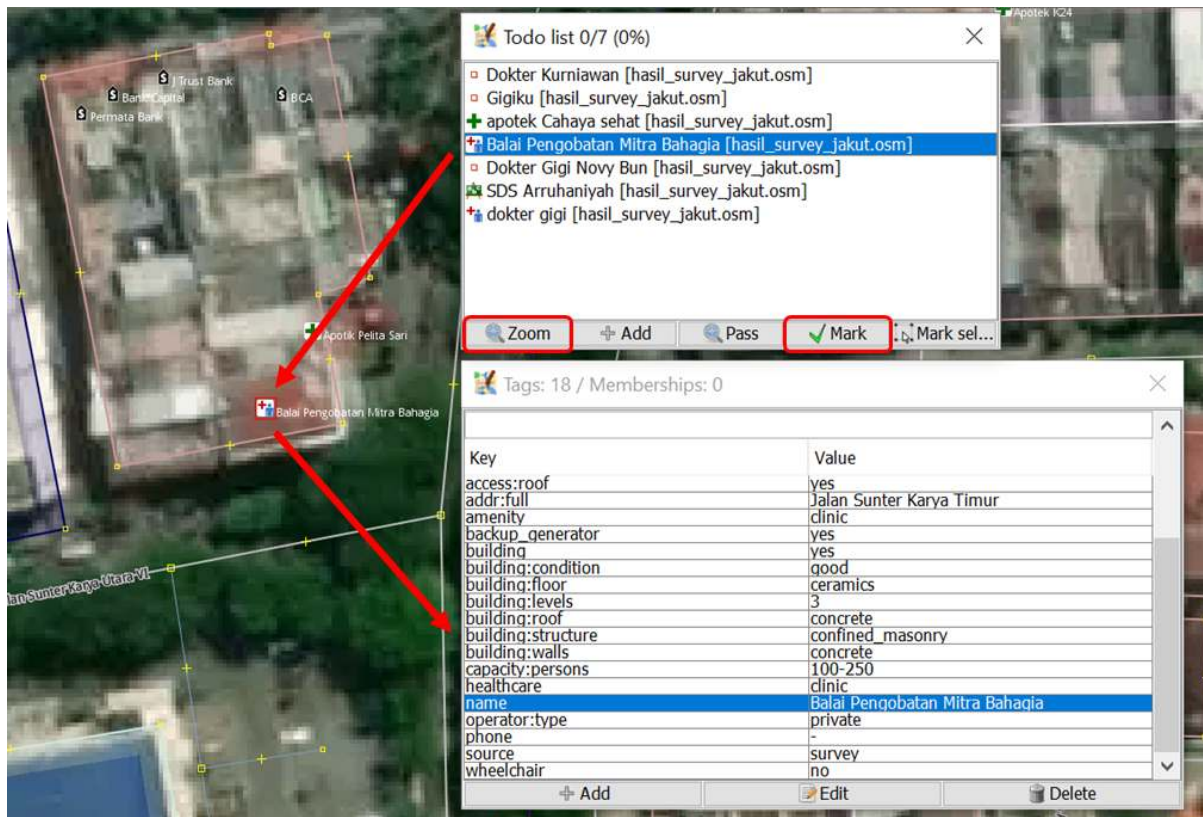 Apotek K24
J Trust Bank
Bank Capital
BCA
Permata Bank
Apotik Pelita Sari
Balai Pengobatan Mitra Bahagia
Jalan Sunter Karya Utara VI
Todo list 0/7 (0%)
Dokter Kurniawan [hasil_survey_jakut.osm]
Gigiku [hasil_survey_jakut.osm]
apotek Cahaya sehat [hasil_survey_jakut.osm]
Balai Pengobatan Mitra Bahagia [hasil_survey_jakut.osm]
Dokter Gigi Novy Bun [hasil_survey_jakut.osm]
SDS Arruhaniyah [hasil_survey_jakut.osm]
dokter gigi [hasil_survey_jakut.osm]
Zoom Add Pass Mark Mark sel...
Tags: 18 / Memberships: 0
Key Value
access:roof yes
addr:full Jalan Sunter Karya Timur
amenity clinic
backup_generator yes
building yes
building:condition good
building:floor ceramics
building:levels 3
building:roof concrete
building:structure confined_masonry
building:walls concrete
capacity:persons 100-250
healthcare clinic
name Balai Pengobatan Mitra Bahagia
operator:type private
phone -
source survey
wheelchair no
Add Edit Delete